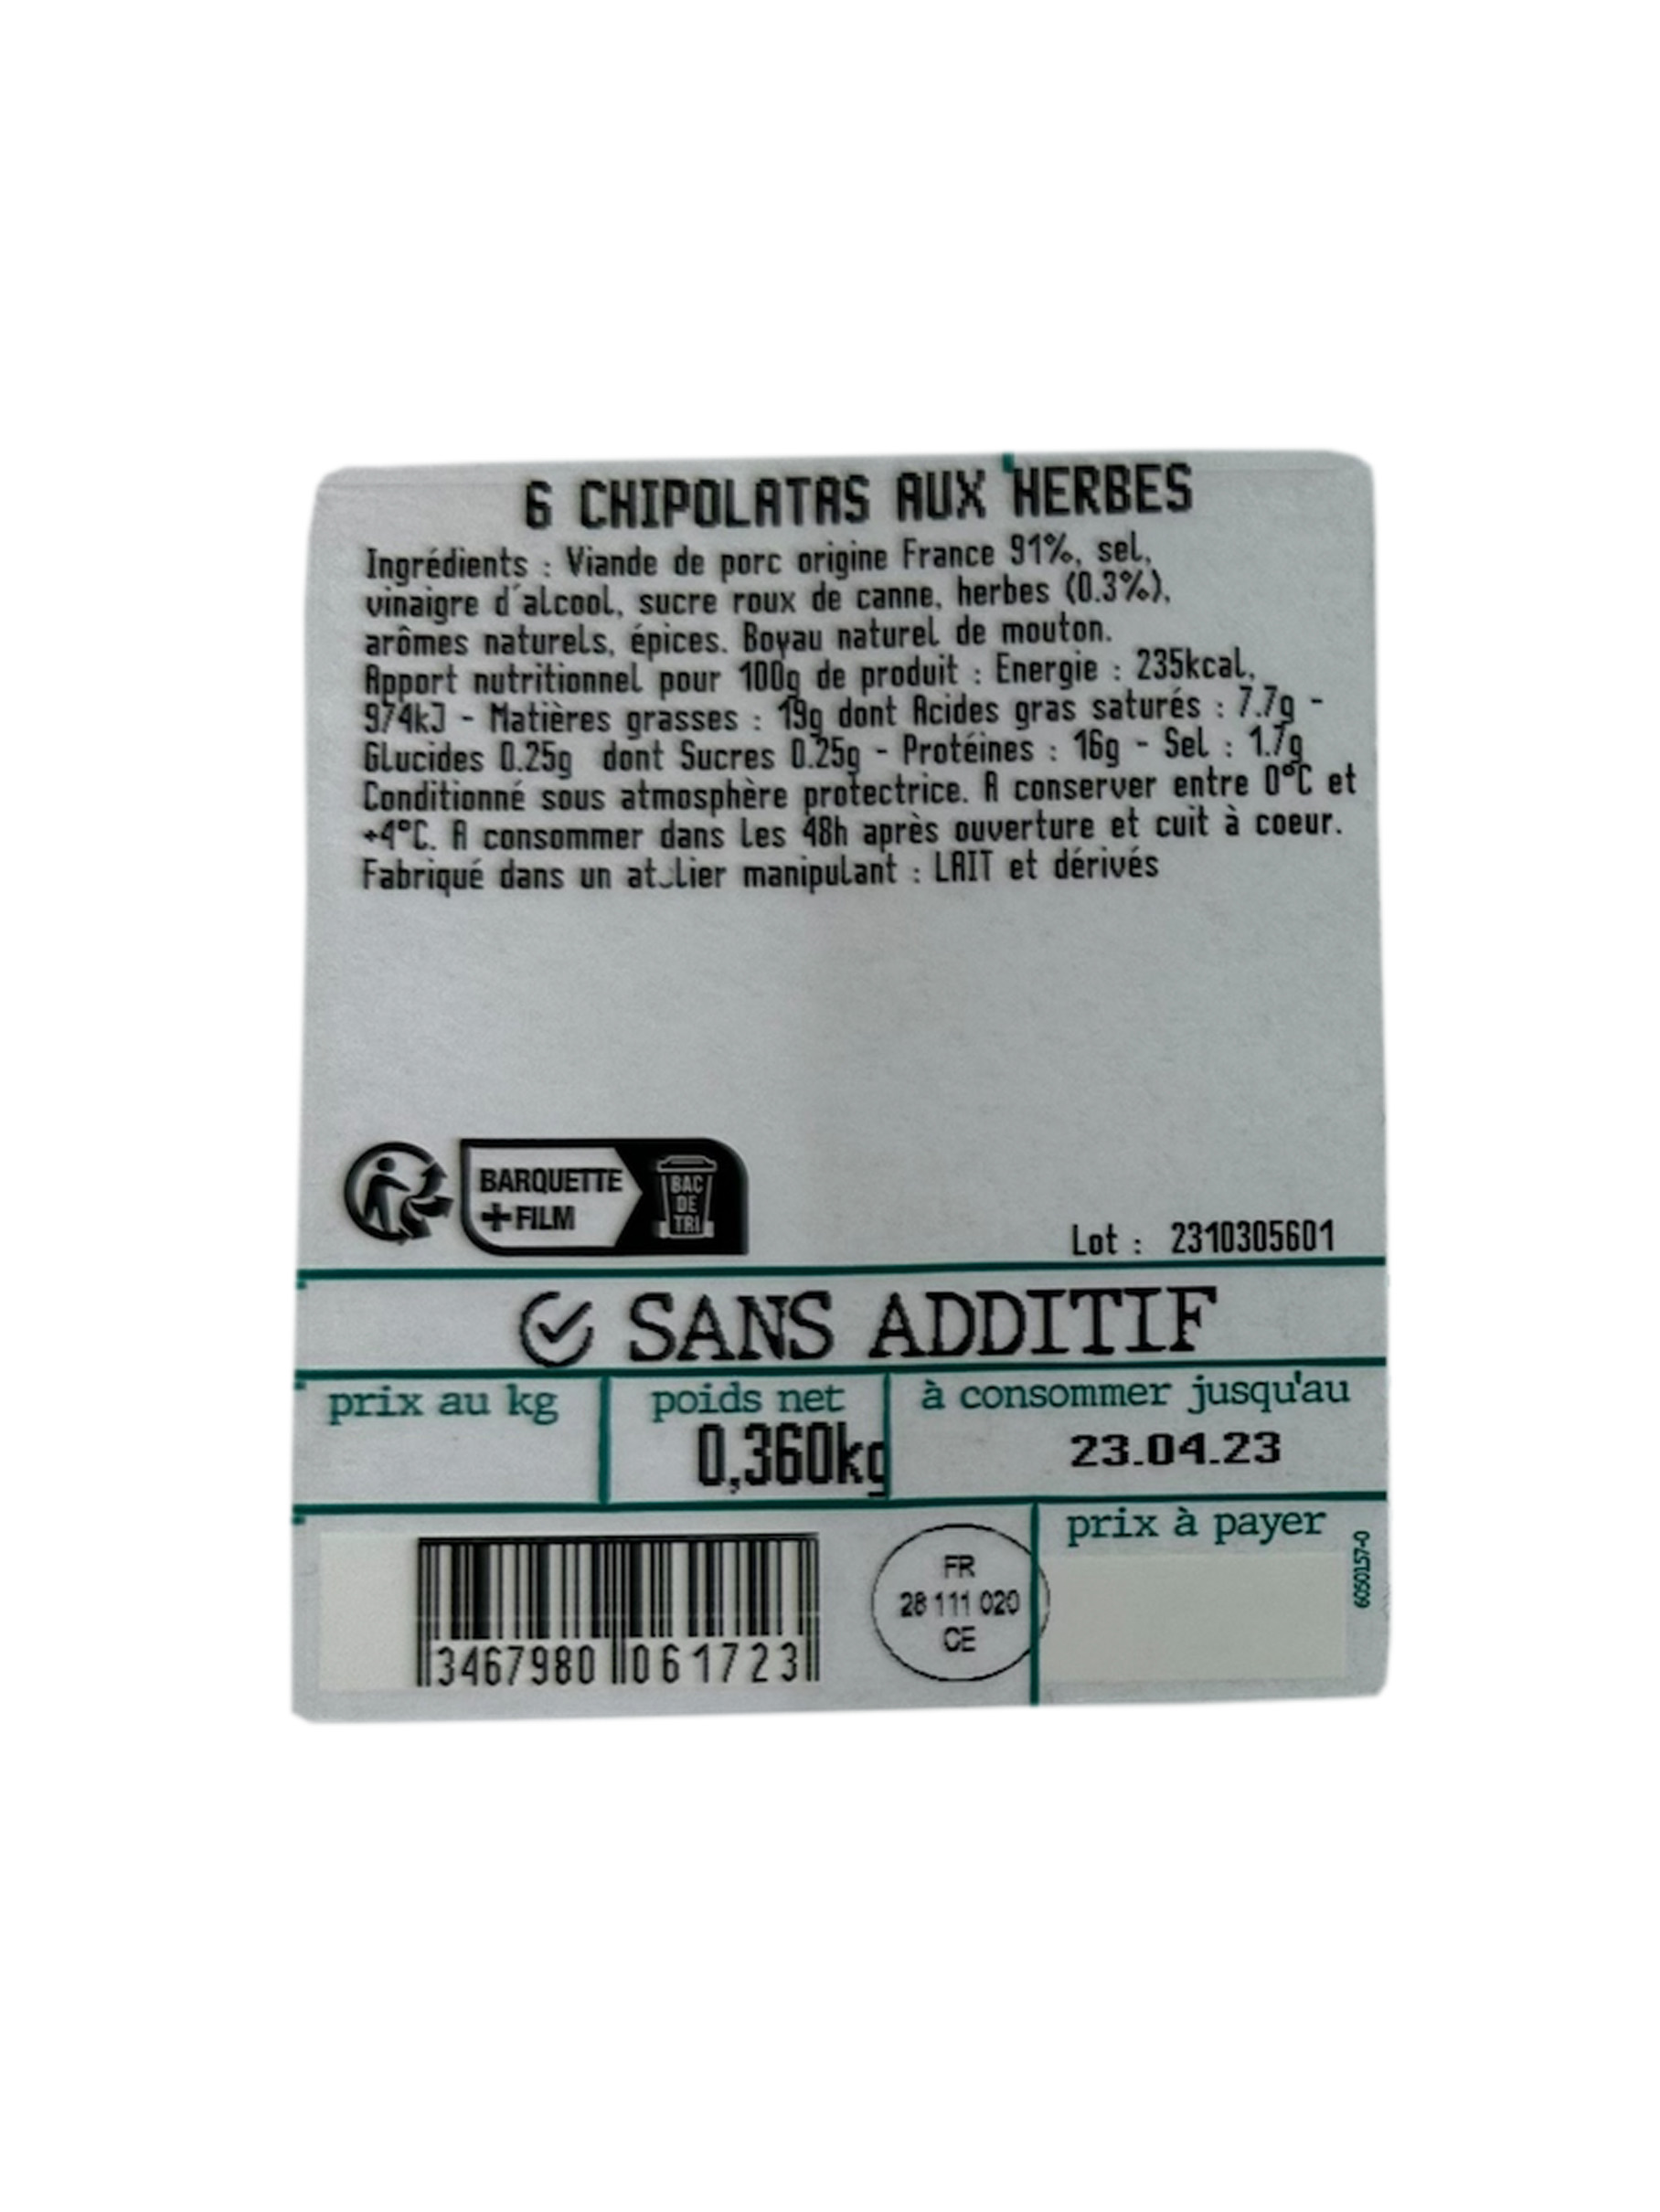 6 CHIPOLATAS AUX HERBES
Ingrédients : Viande de porc origine France 91%, sel,
vinaigre d'alcool, sucre roux de canne, herbes (0.3%),
arômes naturels, épices. Boyau naturel de mouton.
Apport nutritionnel pour 100g de produit : Energie : 235kcal,
974kJ - Matières grasses : 19g dont Acides gras saturés : 7.7g -
Glucides 0.25g dont Sucres 0.25g - Protéines : 16g - Sel : 1.7g
Conditionné sous atmosphère protectrice. A conserver entre 0°C et
+4°C. A consommer dans les 48h après ouverture et cuit à coeur.
Fabriqué dans un atelier manipulant : LAIT et dérivés
BARQUETTE
+FILM
BAC
DE
TRI
Lot : 2310305601
SANS ADDITIF
prix au kg
poids net
0,360kg
à consommer jusqu'au
23.04.23
3467980 061723
FR
28 111 020
CE
prix à payer
6050157-0